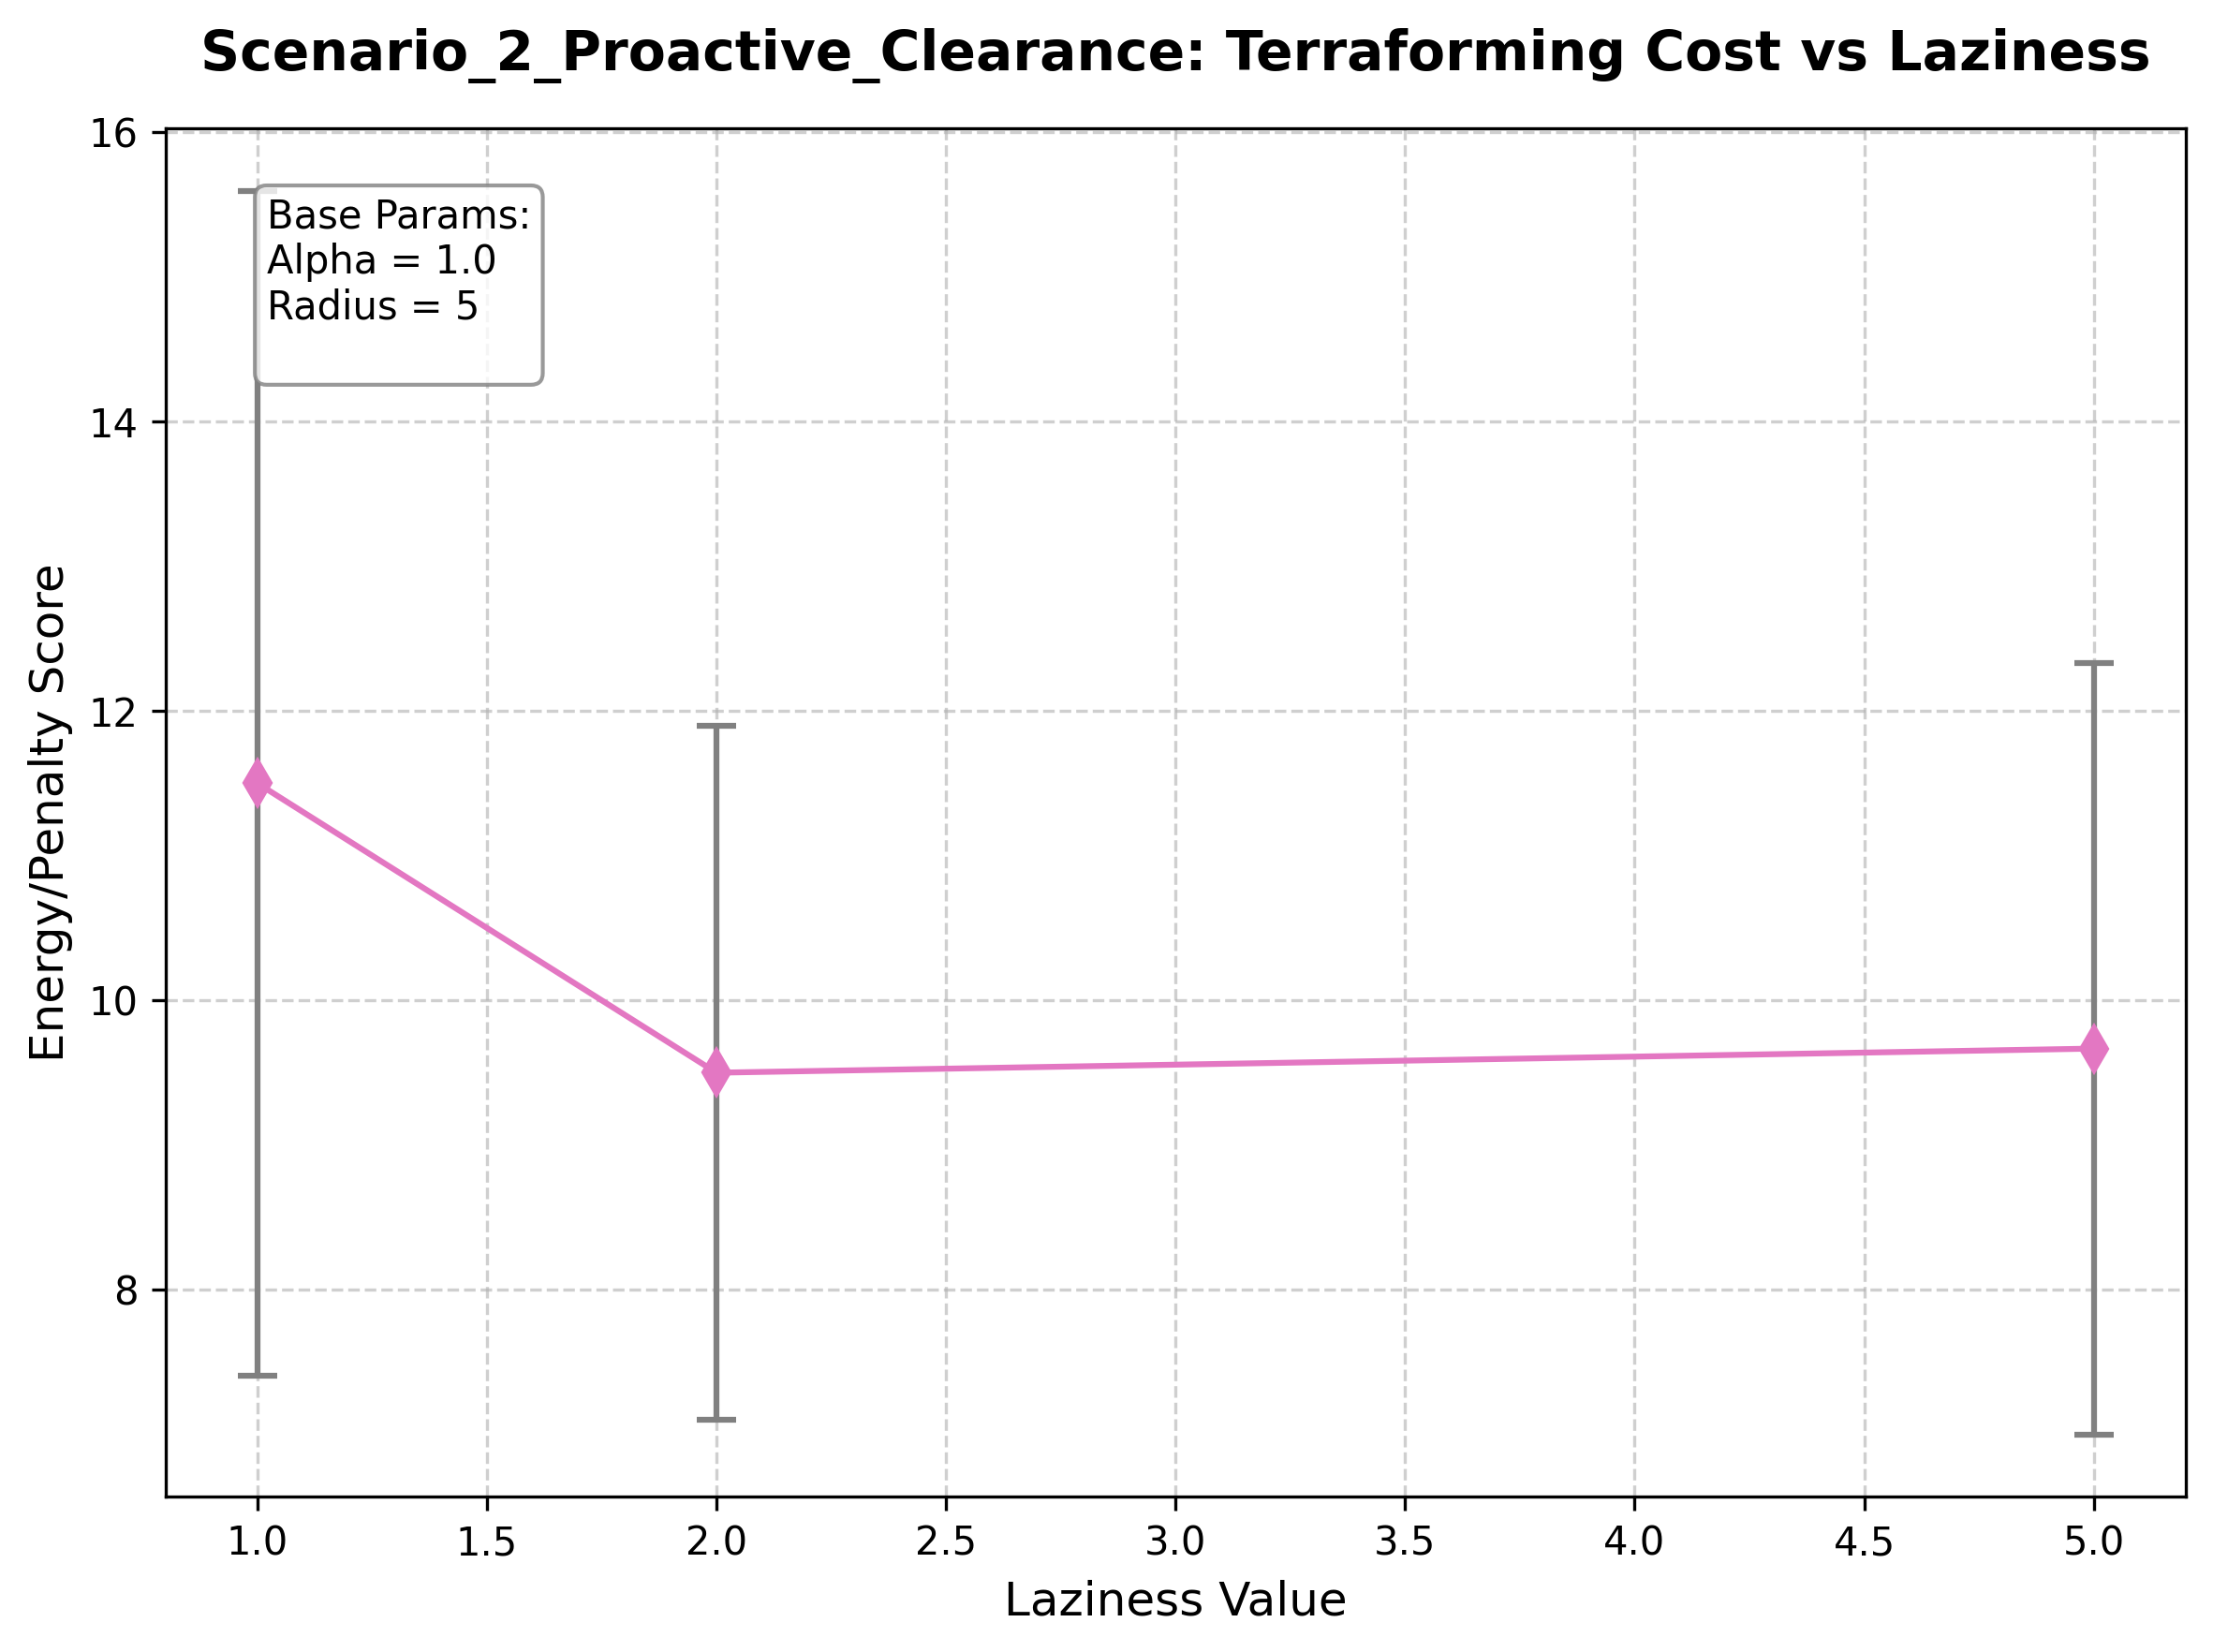 Scenario_2_Proactive_Clearance: Terraforming Cost vs Laziness
16
14
12
10
8
Energy/Penalty Score
Base Params:
Alpha = 1.0
Radius = 5
1.0 1.5 2.0 2.5 3.0 3.5 4.0 4.5 5.0
Laziness Value